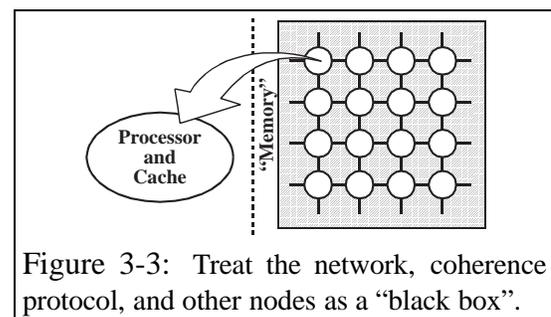 Processor
and
Cache
“Memory”
Figure 3-3: Treat the network, coherence
protocol, and other nodes as a “black box”.